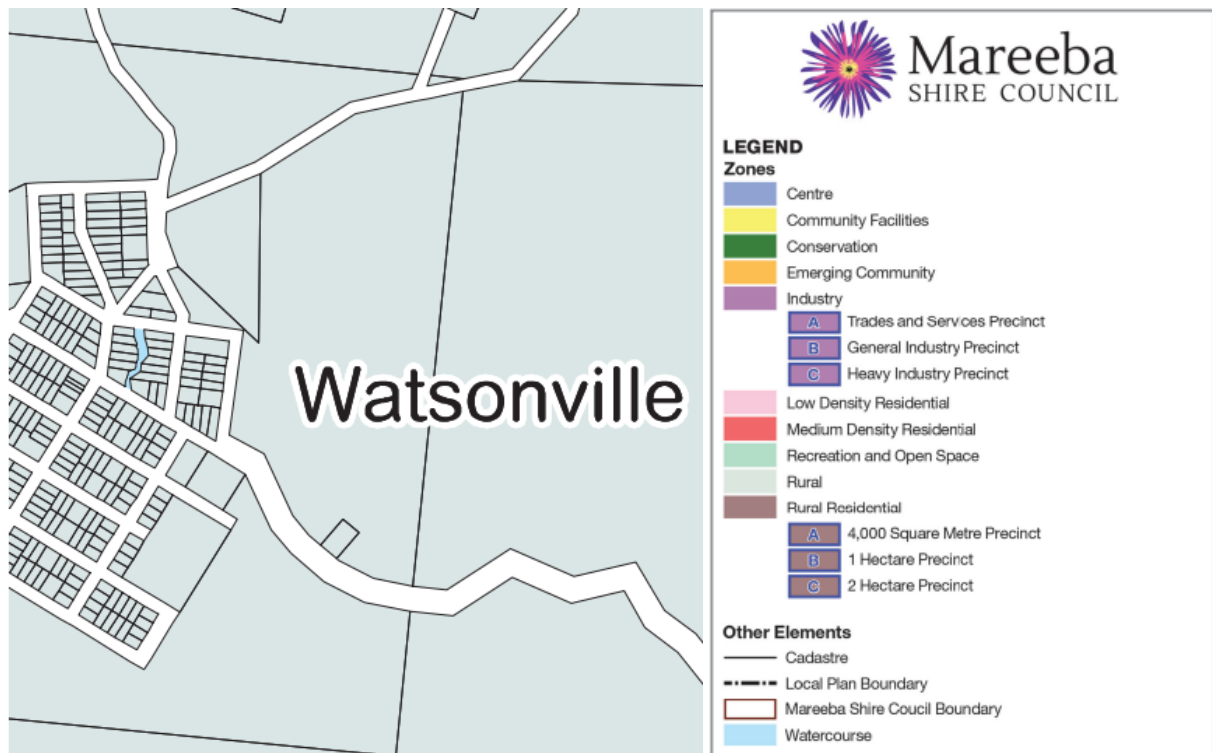 Watsonville
Mareeba
SHIRE COUNCIL
LEGEND
Zones
Centre
Community Facilities
Conservation
Emerging Community
Industry
A Trades and Services Precinct
B General Industry Precinct
C Heavy Industry Precinct
Low Density Residential
Medium Density Residential
Recreation and Open Space
Rural
Rural Residential
A 4,000 Square Metre Precinct
B 1 Hectare Precinct
C 2 Hectare Precinct
Other Elements
Cadastre
Local Plan Boundary
Mareeba Shire Coucil Boundary
Watercourse